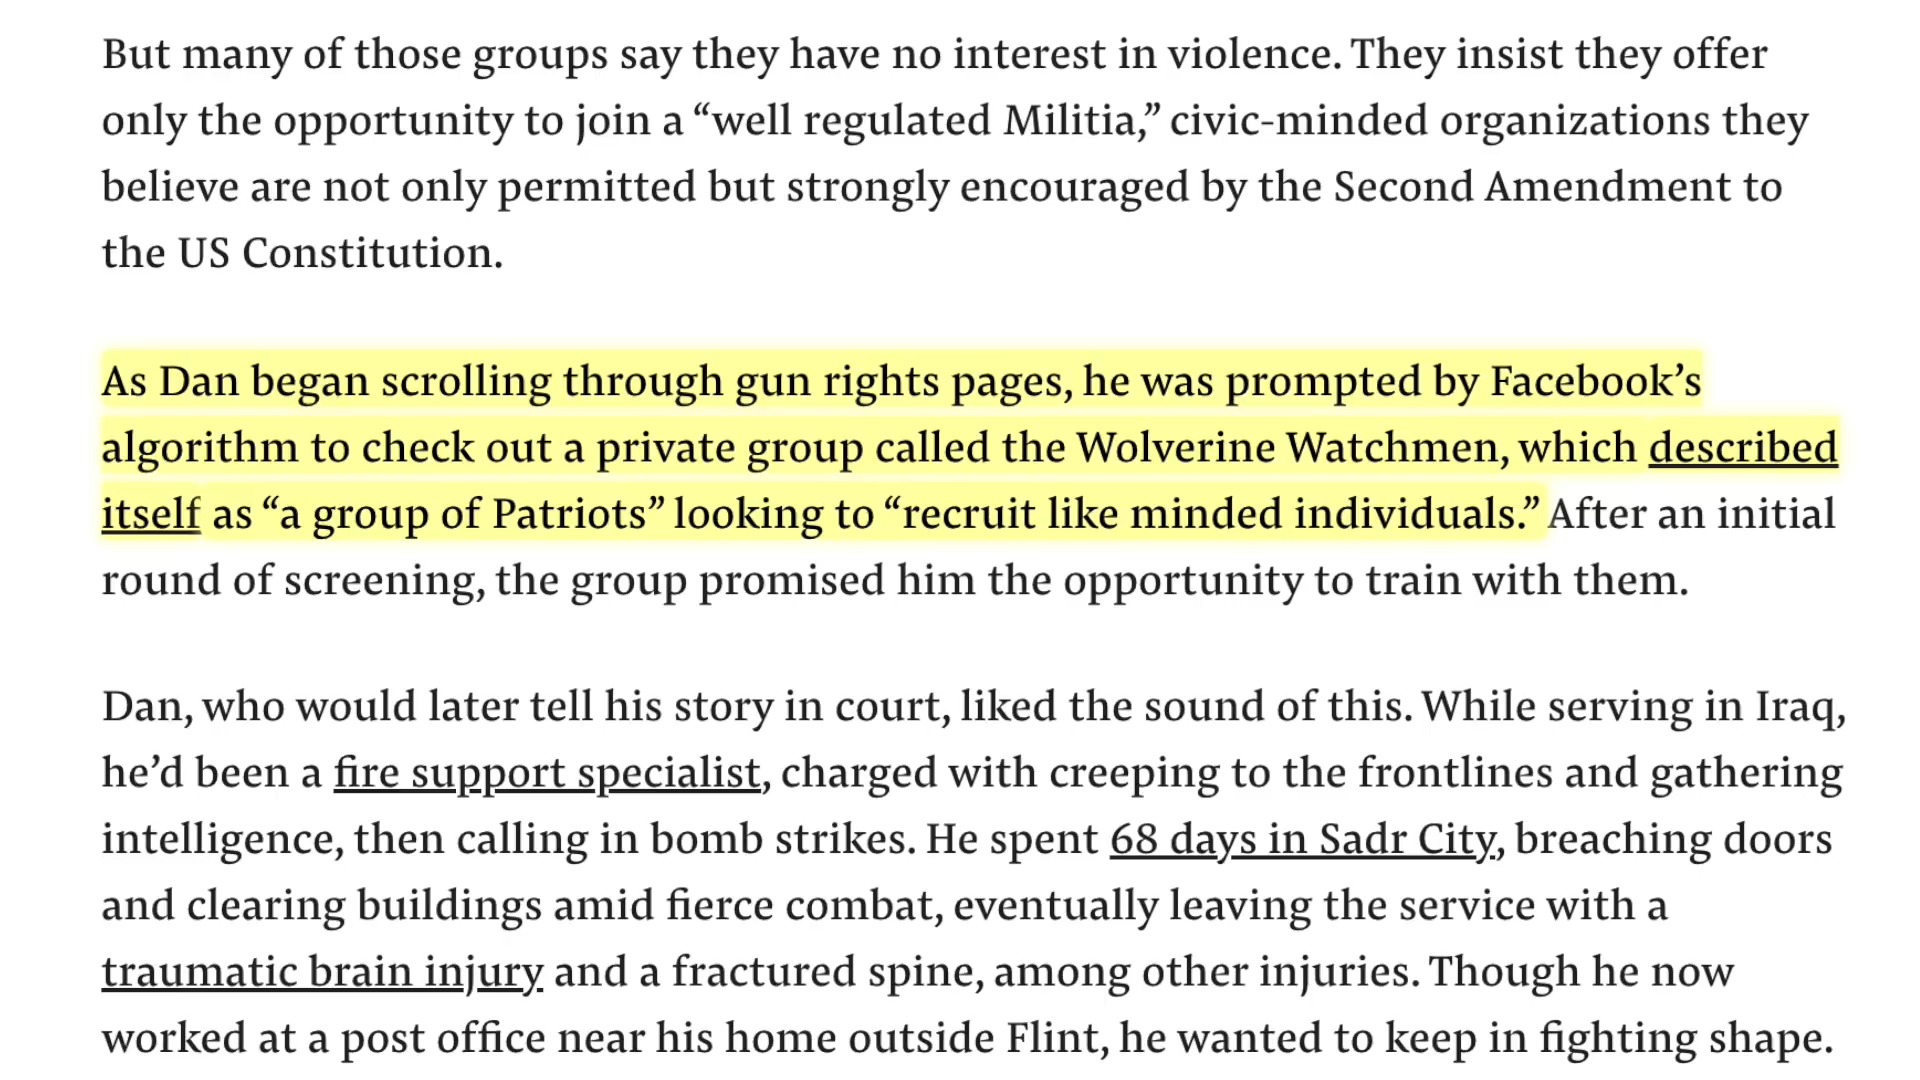 But many of those groups say they have no interest in violence. They insist they offer
only the opportunity to join a “well regulated Militia,” civic-minded organizations they
believe are not only permitted but strongly encouraged by the Second Amendment to
the US Constitution.
As Dan began scrolling through gun rights pages, he was prompted by Facebook’s
algorithm to check out a private group called the Wolverine Watchmen, which described
itself as “a group of Patriots” looking to “recruit like minded individuals.” After an initial
round of screening, the group promised him the opportunity to train with them.
Dan, who would later tell his story in court, liked the sound of this. While serving in Iraq,
he’d been a fire support specialist, charged with creeping to the frontlines and gathering
intelligence, then calling in bomb strikes. He spent 68 days in Sadr City, breaching doors
and clearing buildings amid fierce combat, eventually leaving the service with a
traumatic brain injury and a fractured spine, among other injuries. Though he now
worked at a post office near his home outside Flint, he wanted to keep in fighting shape.